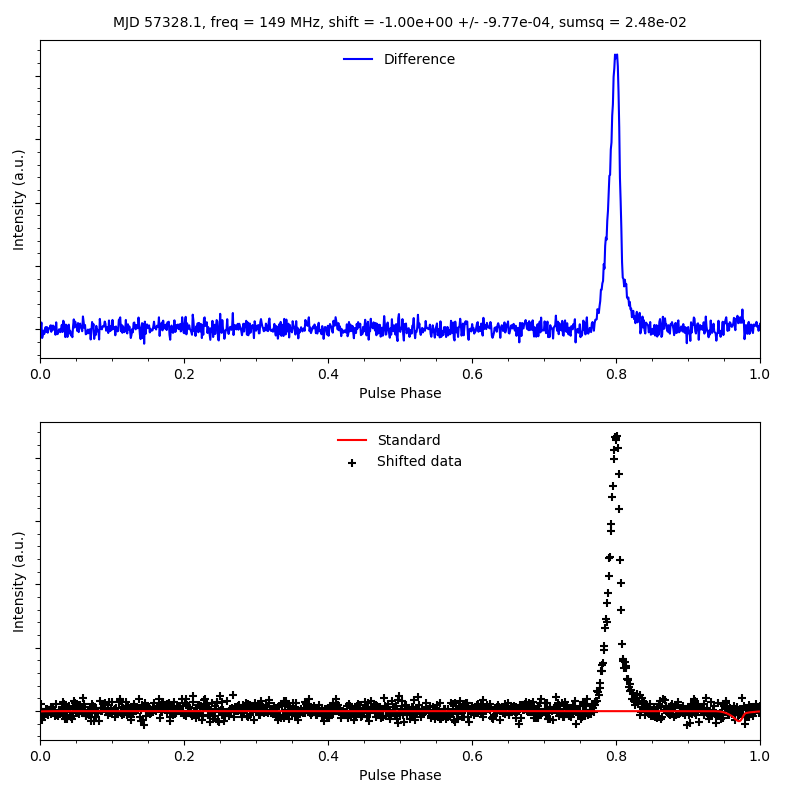 MJD 57328.1, freq = 149 MHz, shift = -1.00e+00 +/- -9.77e-04, sumsq = 2.48e-02
Difference
Intensity (a.u.)
0.0 0.2 0.4 0.6 0.8 1.0
Pulse Phase
Standard
Shifted data
Intensity (a.u.)
0.0 0.2 0.4 0.6 0.8 1.0
Pulse Phase